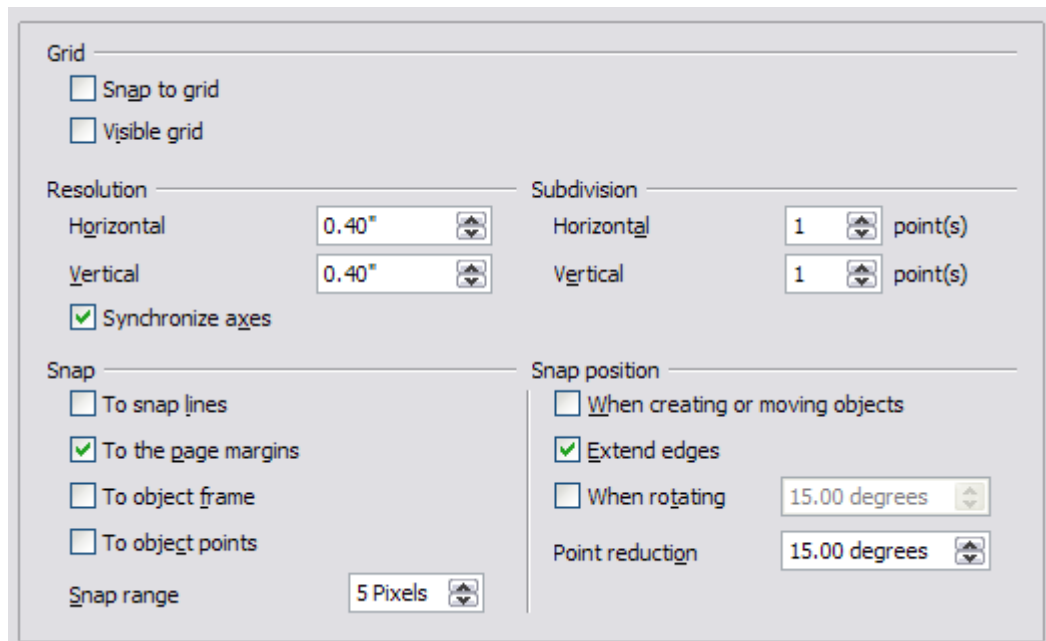 Grid
Snap to grid
Visible grid
Resolution
Horizontal 0.40"
Vertical 0.40"
Synchronize axes
Subdivision
Horizontal 1 point(s)
Vertical 1 point(s)
Snap
To snap lines
To the page margins
To object frame
To object points
Snap range 5 Pixels
Snap position
When creating or moving objects
Extend edges
When rotating 15.00 degrees
Point reduction 15.00 degrees